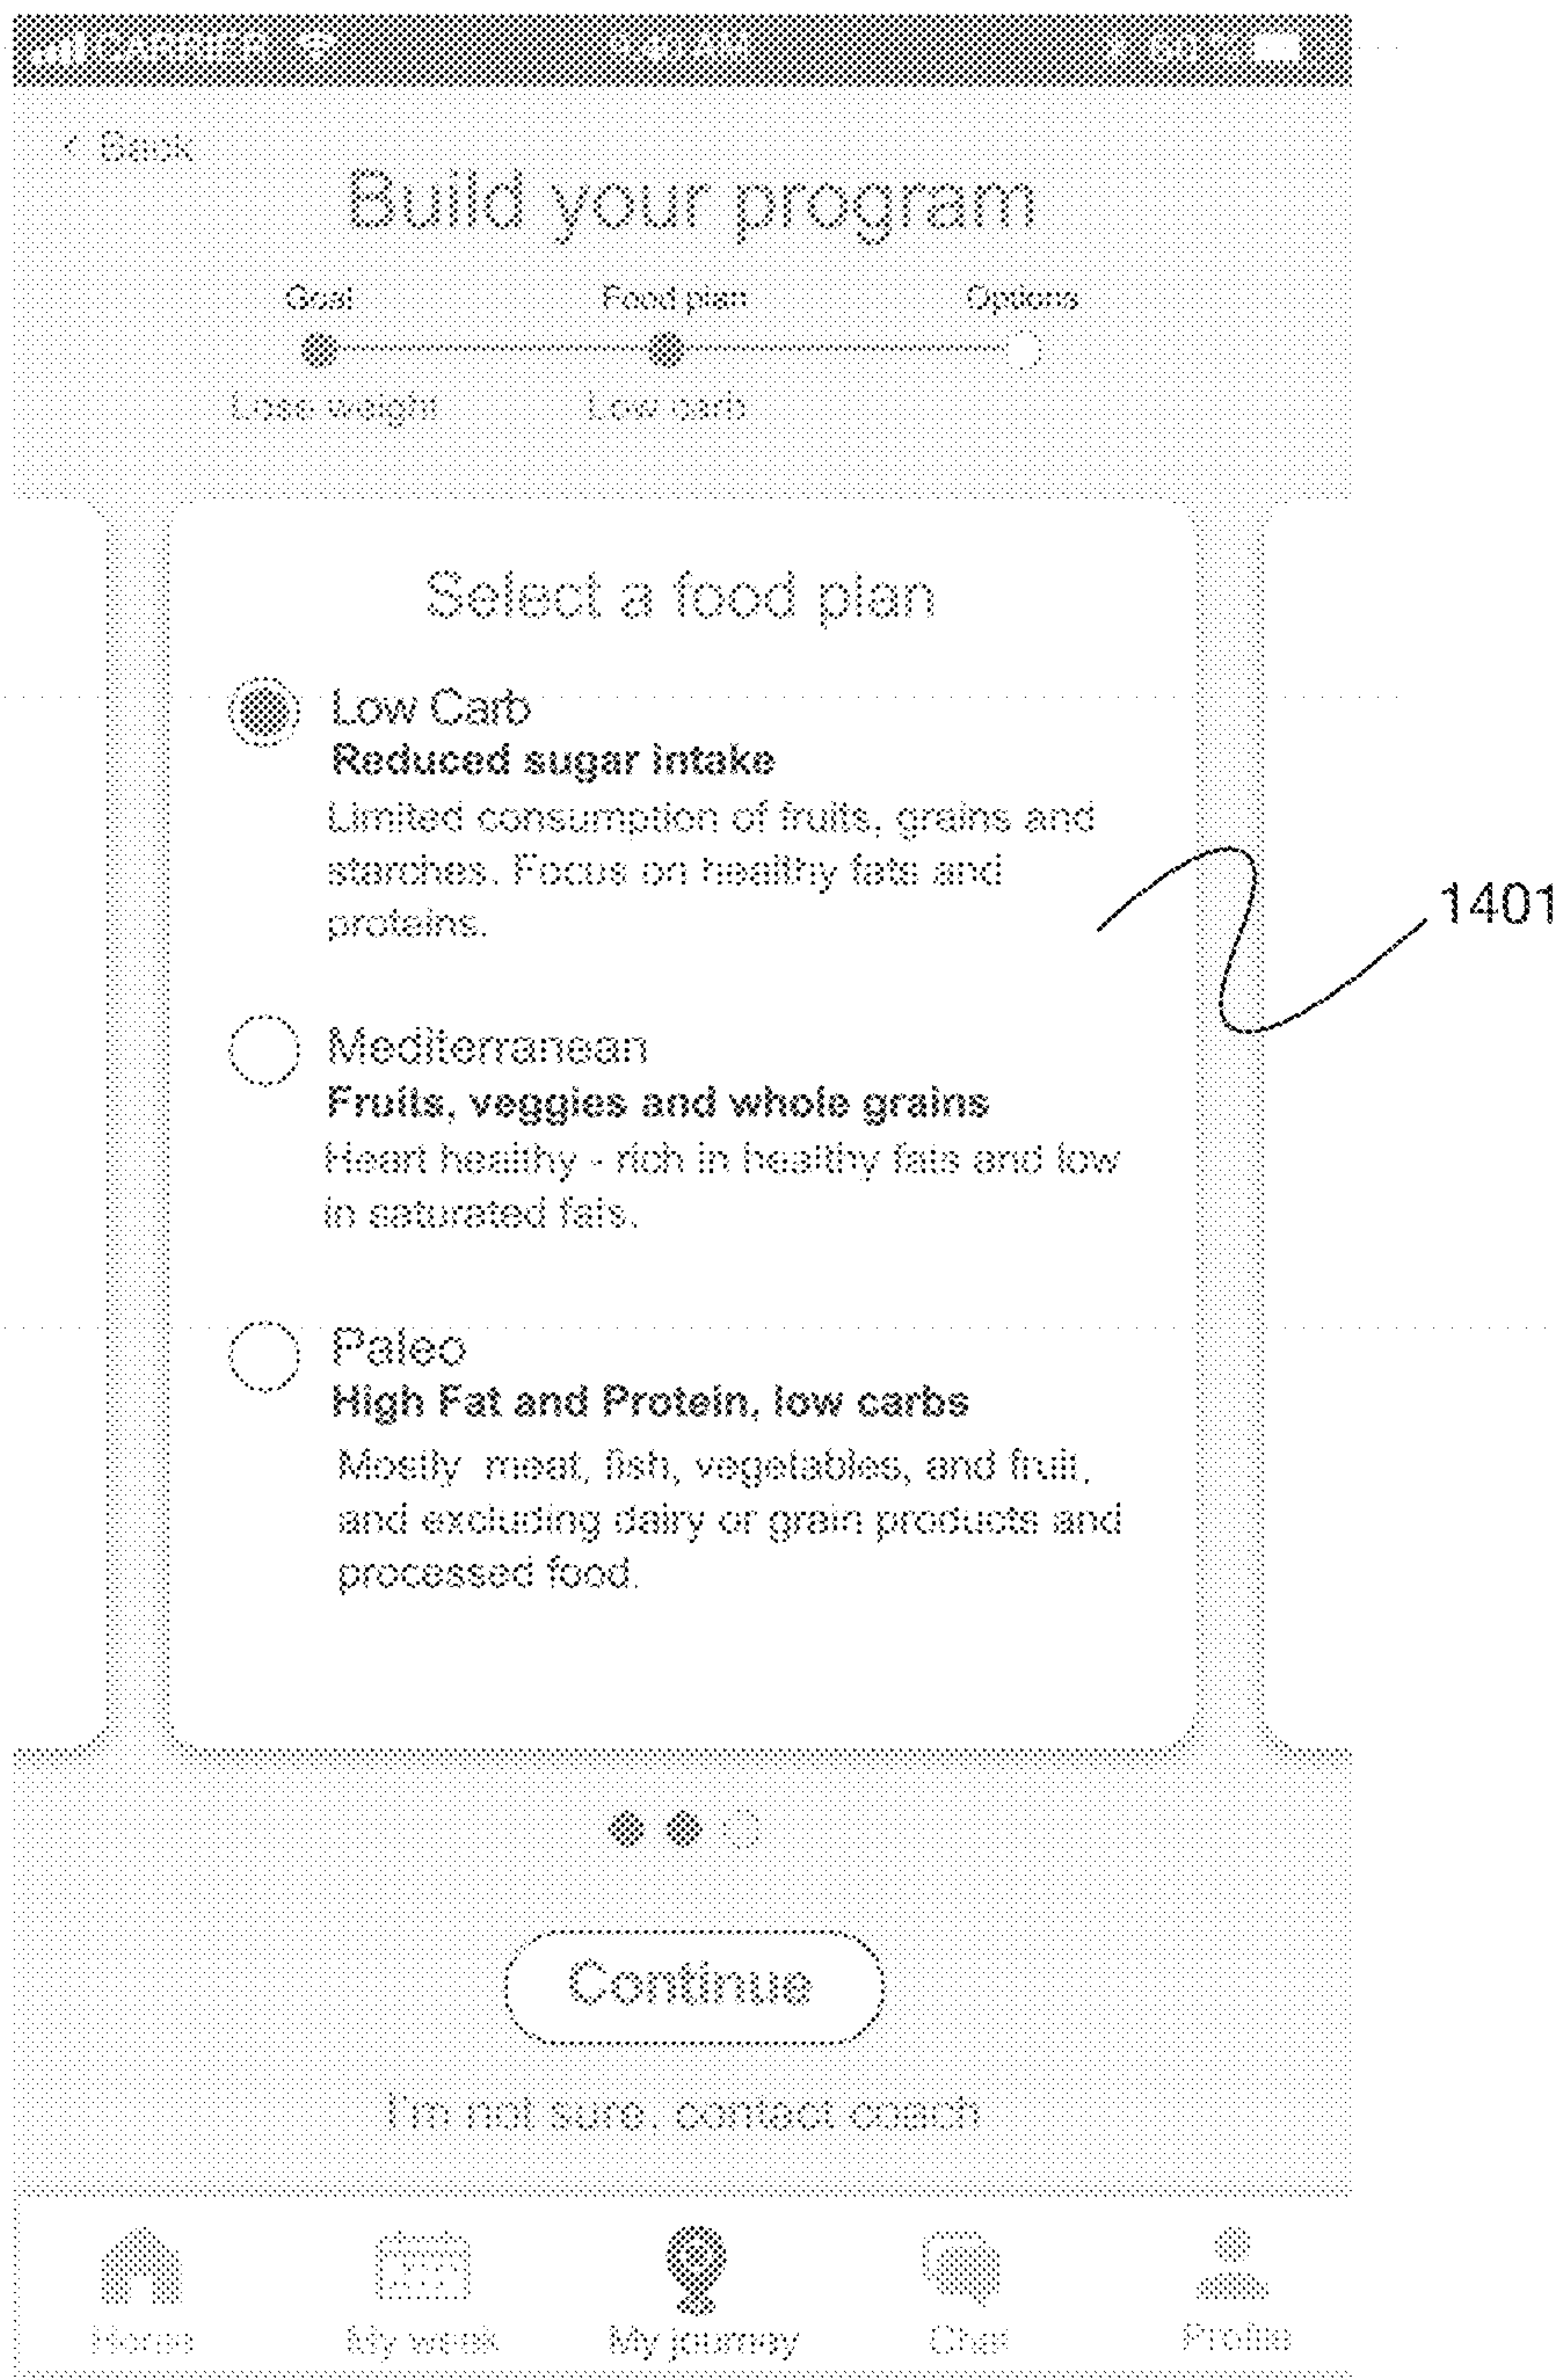 CARRIER
Back
Build your program
Goal Food plan Options
Lose weight Low carb
Select a food plan
Low Carb
Reduced sugar intake
Limited consumption of fruits, grains and
starches. Focus on healthy fats and
proteins.
1401
Mediterranean
Fruits, veggies and whole grains
Heart healthy - rich in healthy fats and low
in saturated fats.
Paleo
High Fat and Protein, low carbs
Mostly meat, fish, vegetables, and fruit,
and excluding dairy or grain products and
processed food.
Continue
I'm not sure, contact coach
Home My week My journey Chat Profile